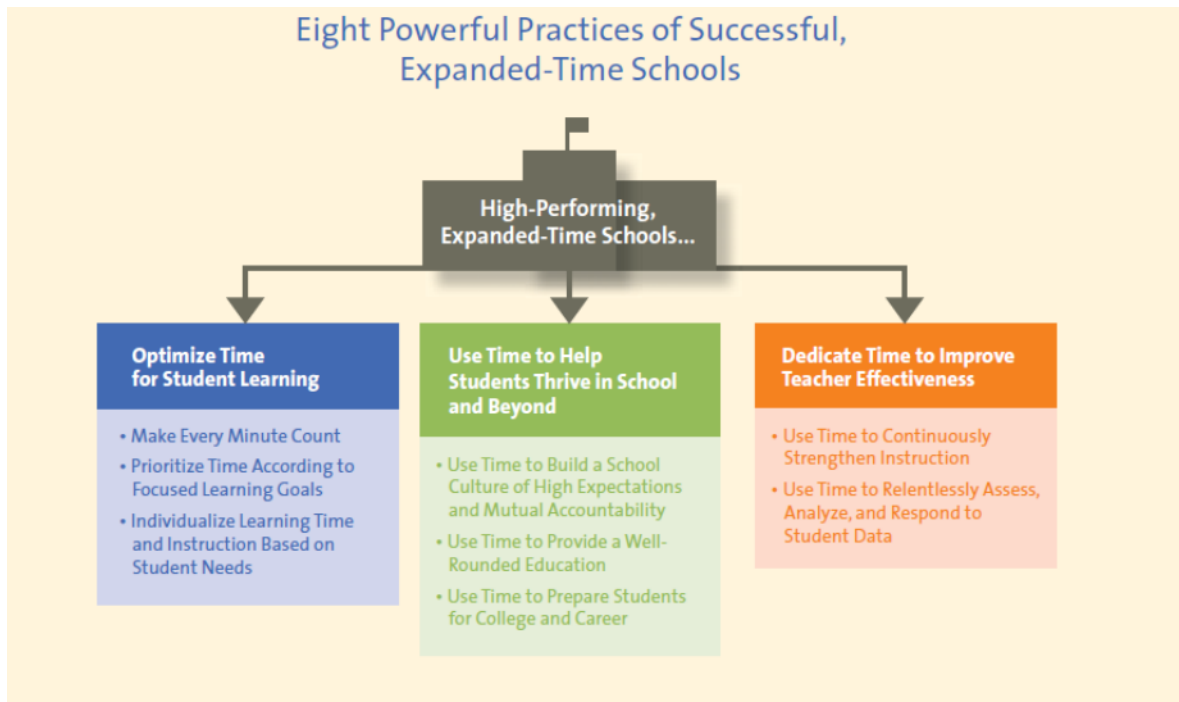 Eight Powerful Practices of Successful,
Expanded-Time Schools
High-Performing,
Expanded-Time Schools...
Optimize Time
for Student Learning
• Make Every Minute Count
• Prioritize Time According to
Focused Learning Goals
• Individualize Learning Time
and Instruction Based on
Student Needs
Use Time to Help
Students Thrive in School
and Beyond
• Use Time to Build a School
Culture of High Expectations
and Mutual Accountability
• Use Time to Provide a Well-
Rounded Education
• Use Time to Prepare Students
for College and Career
Dedicate Time to Improve
Teacher Effectiveness
• Use Time to Continuously
Strengthen Instruction
• Use Time to Relentlessly Assess,
Analyze, and Respond to
Student Data